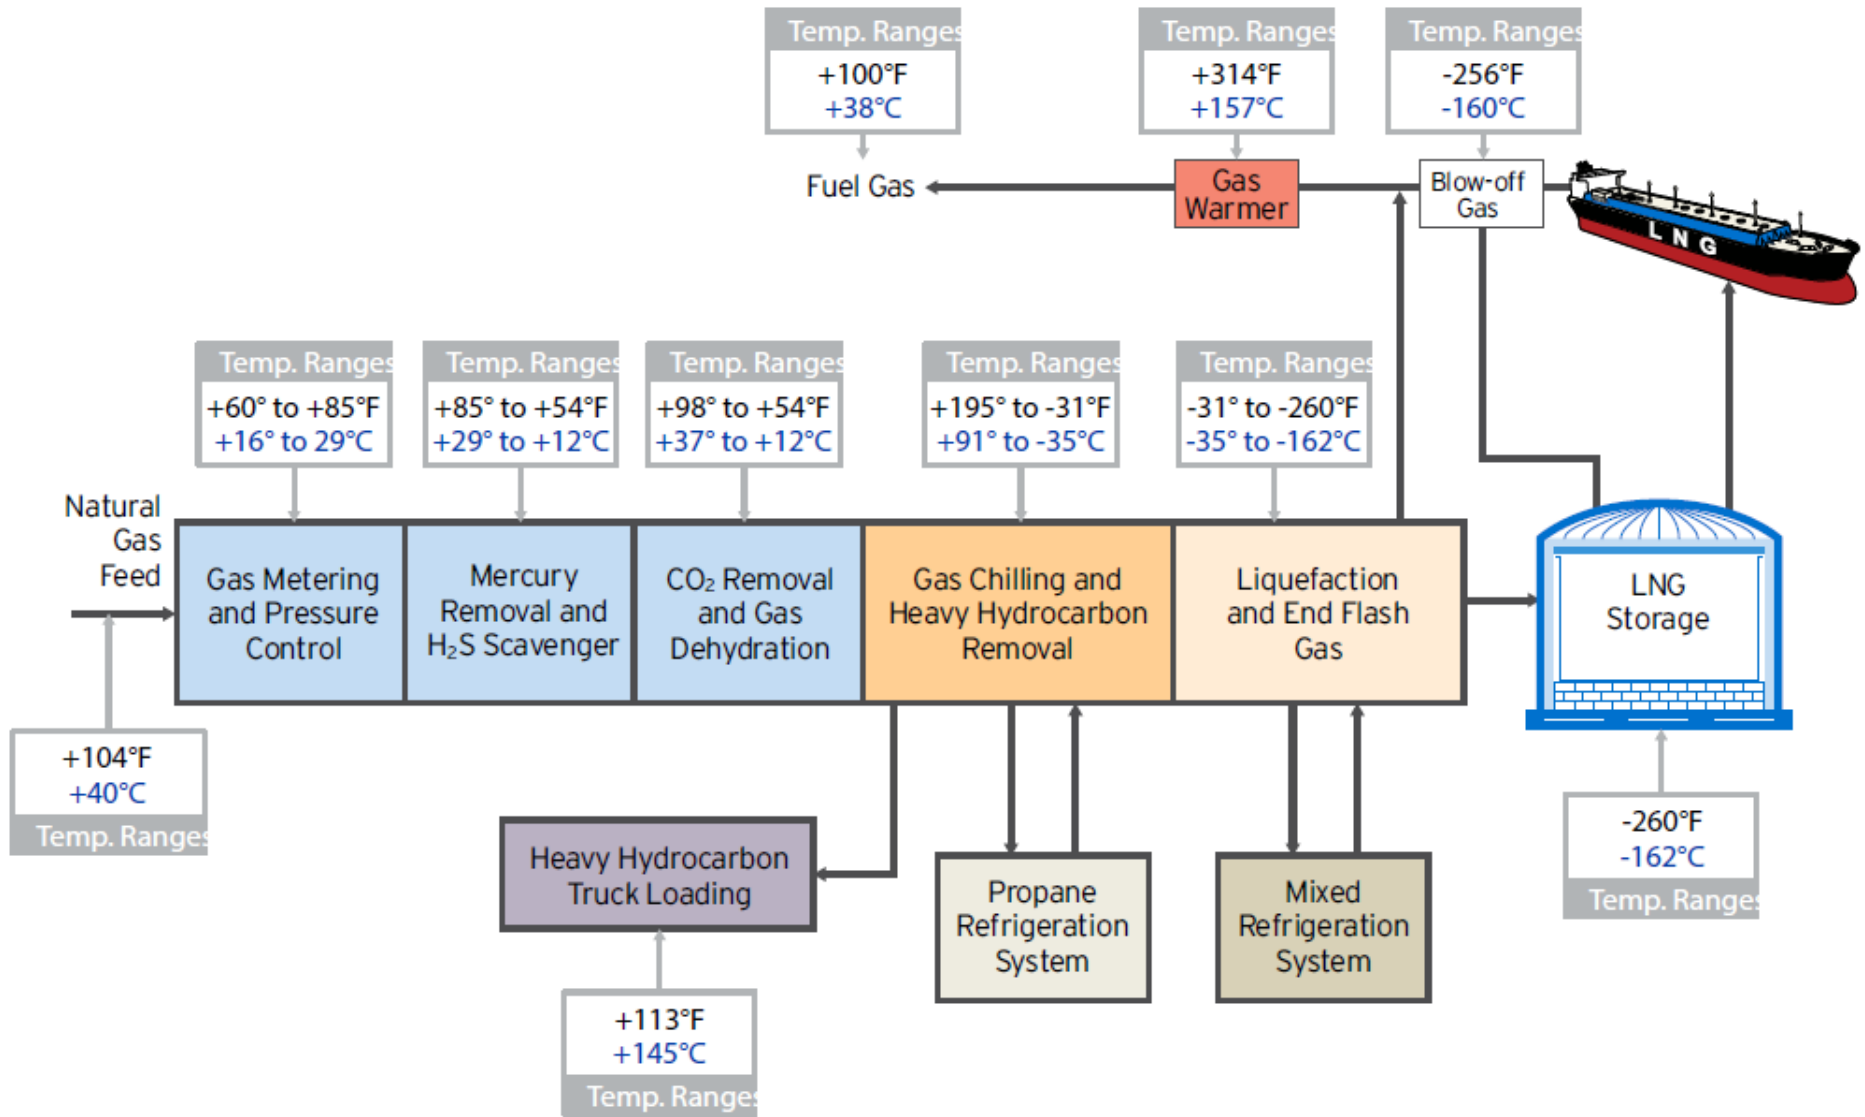 Temp. Ranges
+100°F
+38°C
Temp. Ranges
+314°F
+157°C
Temp. Ranges
-256°F
-160°C
Fuel Gas
Gas
Warmer
Blow-off
Gas
L N G
Temp. Ranges
+60° to +85°F
+16° to 29°C
Temp. Ranges
+85° to +54°F
+29° to +12°C
Temp. Ranges
+98° to +54°F
+37° to +12°C
Temp. Ranges
+195° to -31°F
+91° to -35°C
Temp. Ranges
-31° to -260°F
-35° to -162°C
Natural
Gas
Feed
Gas Metering
and Pressure
Control
Mercury
Removal and
H₂S Scavenger
CO₂ Removal
and Gas
Dehydration
Gas Chilling and
Heavy Hydrocarbon
Removal
Liquefaction
and End Flash
Gas
LNG
Storage
+104°F
+40°C
Temp. Ranges
Heavy Hydrocarbon
Truck Loading
Propane
Refrigeration
System
Mixed
Refrigeration
System
-260°F
-162°C
Temp. Ranges
+113°F
+145°C
Temp. Ranges